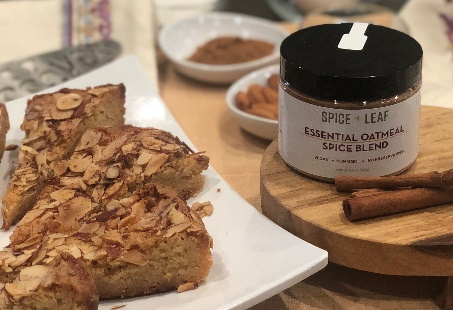 SPICE + LEAF
ESSENTIAL OATMEAL
SPICE BLEND